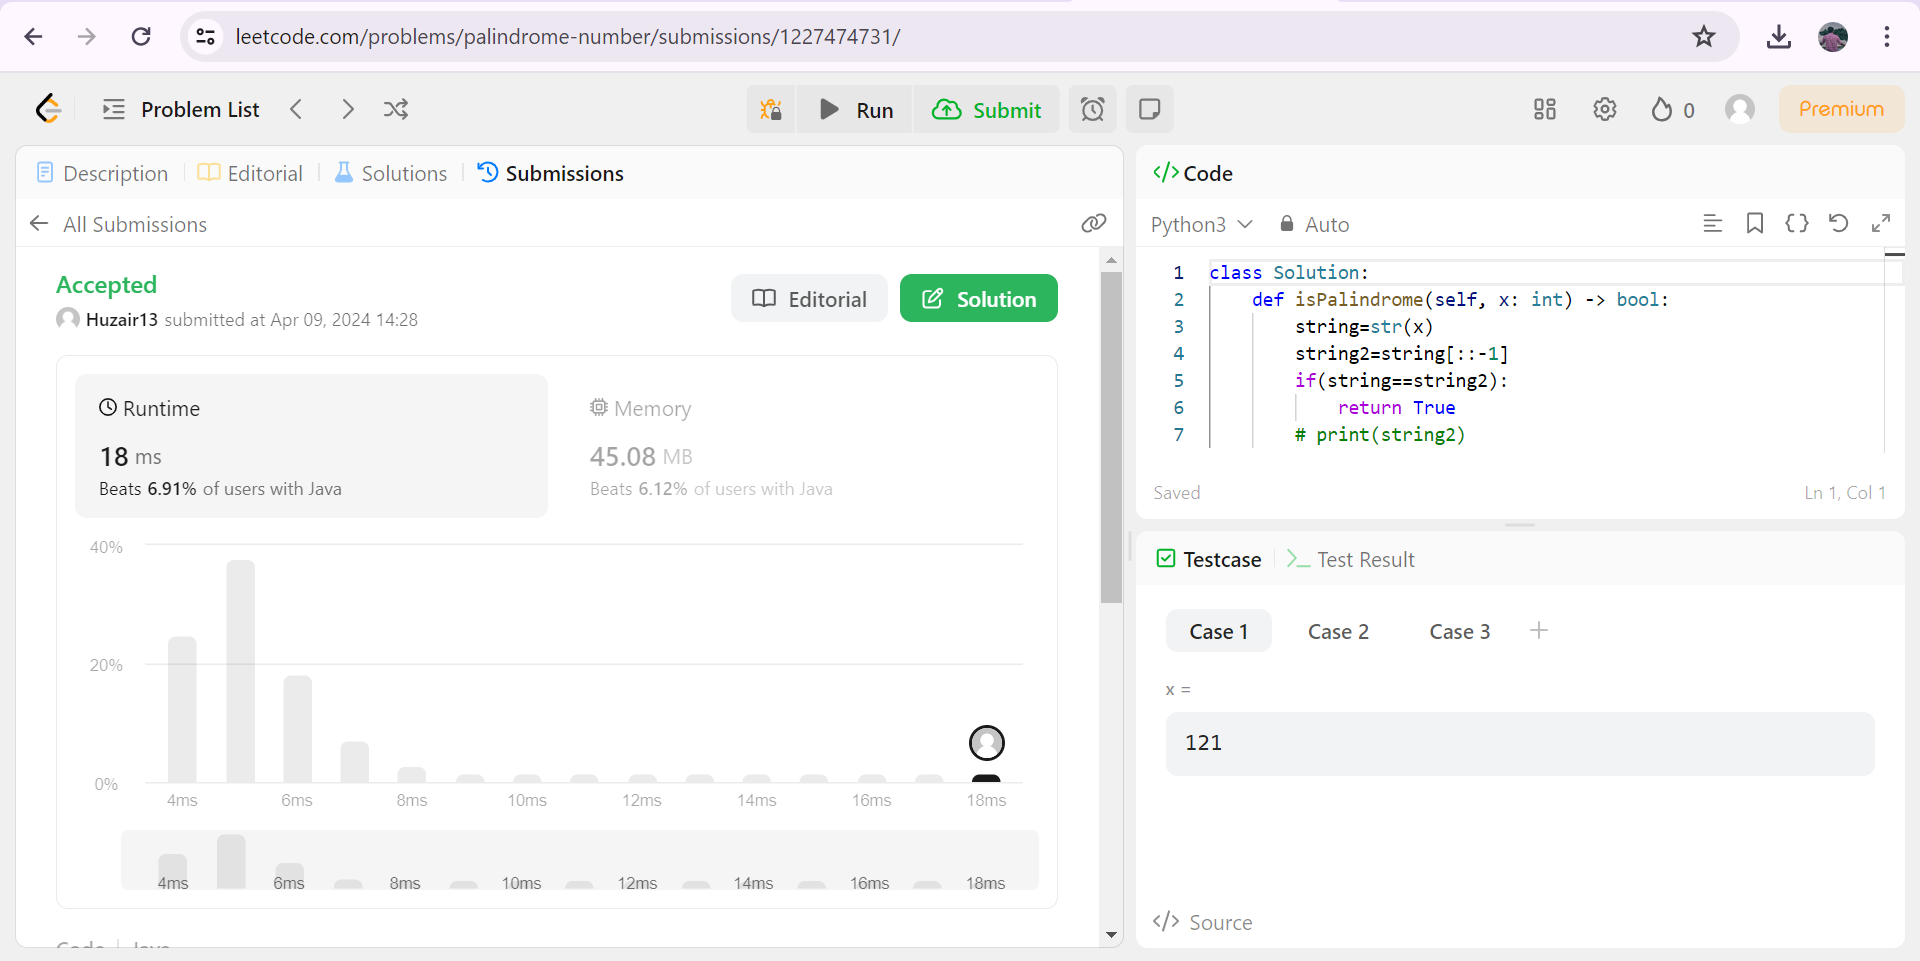 leetcode.com/problems/palindrome-number/submissions/1227474731/
Problem List
Run
Submit
0
Premium
Description
Editorial
Solutions
Submissions
All Submissions
Accepted
Huzair13 submitted at Apr 09, 2024 14:28
Editorial
Solution
Runtime
18 ms
Beats 6.91% of users with Java
Memory
45.08 MB
Beats 6.12% of users with Java
40%
20%
0%
4ms 6ms 8ms 10ms 12ms 14ms 16ms 18ms
4ms 6ms 8ms 10ms 12ms 14ms 16ms 18ms
Code | Java
</> Code
Python3 Auto
1 class Solution:
2 def isPalindrome(self, x: int) -> bool:
3 string=str(x)
4 string2=string[::-1]
5 if(string==string2):
6 return True
7 # print(string2)
Saved
Ln 1, Col 1
Testcase
Test Result
Case 1 Case 2 Case 3 +
x =
121
</> Source